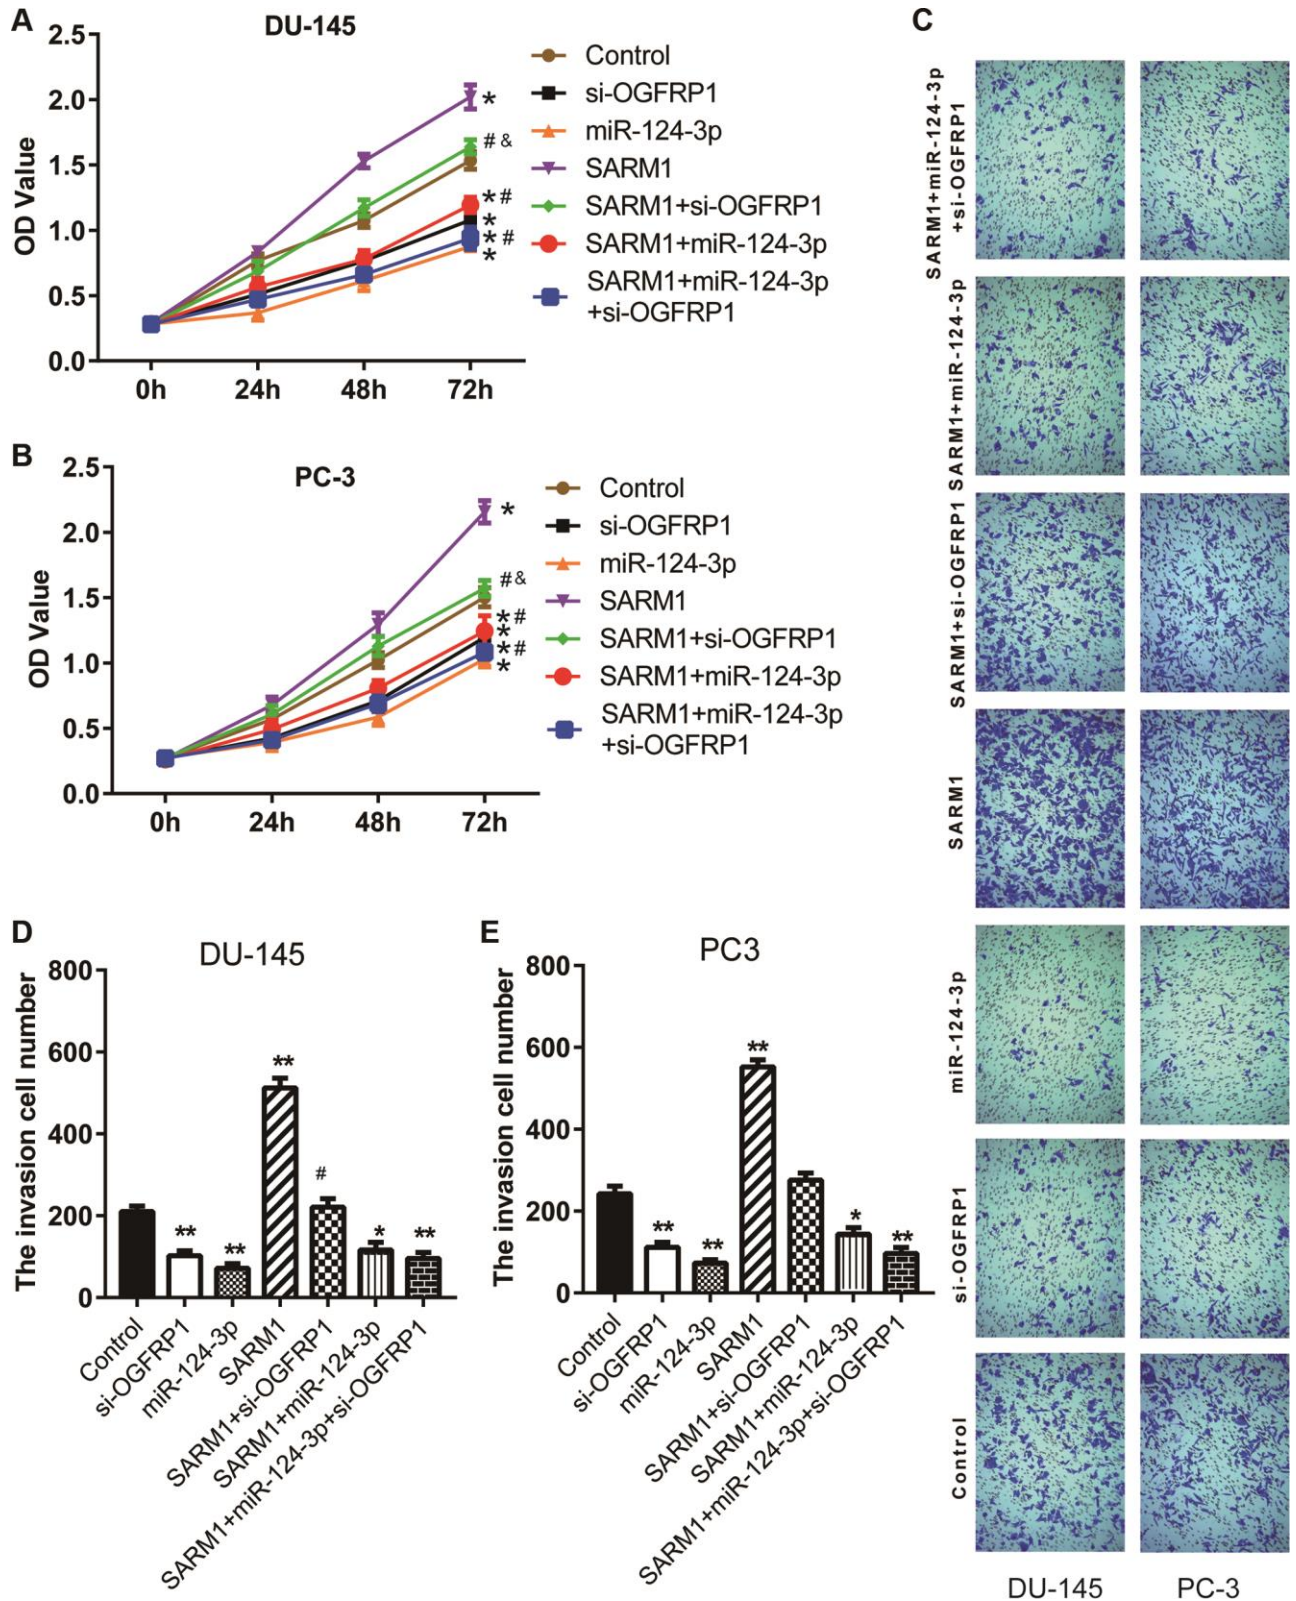 A
DU-145
OD Value
2.5
2.0
1.5
1.0
0.5
0.0
0h 24h 48h 72h
*
# &
* #
*
* #
*
Control
si-OGFRP1
miR-124-3p
SARM1
SARM1+si-OGFRP1
SARM1+miR-124-3p
SARM1+miR-124-3p
+si-OGFRP1
B
PC-3
OD Value
2.5
2.0
1.5
1.0
0.5
0.0
0h 24h 48h 72h
*
# &
* #
*
* #
*
Control
si-OGFRP1
miR-124-3p
SARM1
SARM1+si-OGFRP1
SARM1+miR-124-3p
SARM1+miR-124-3p
+si-OGFRP1
C
SARM1+miR-124-3p
+si-OGFRP1
SARM1+miR-124-3p
SARM1+si-OGFRP1
SARM1
miR-124-3p
si-OGFRP1
Control
DU-145 PC-3
D
DU-145
The invasion cell number
800
600
400
200
0
**
**
**
#
*
**
Control
si-OGFRP1
miR-124-3p
SARM1
SARM1+si-OGFRP1
SARM1+miR-124-3p
SARM1+miR-124-3p+si-OGFRP1
E
PC3
The invasion cell number
800
600
400
200
0
**
**
**
*
**
Control
si-OGFRP1
miR-124-3p
SARM1
SARM1+si-OGFRP1
SARM1+miR-124-3p
SARM1+miR-124-3p+si-OGFRP1